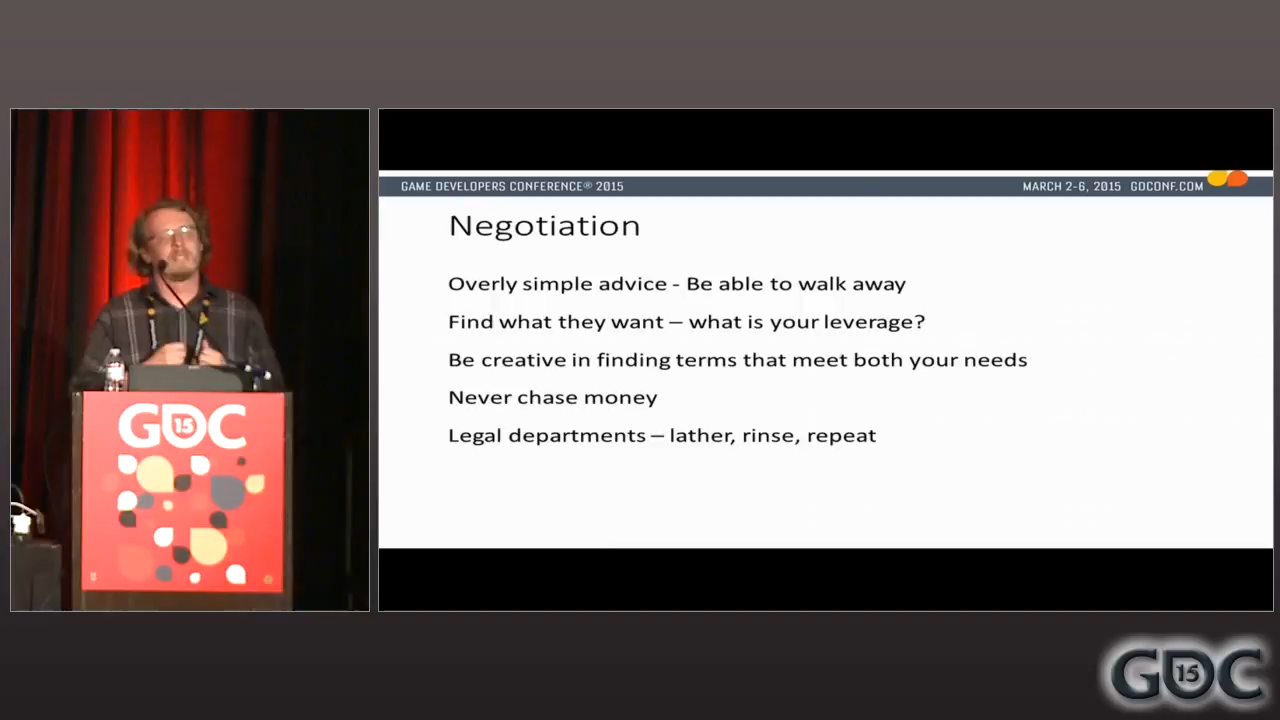 GAME DEVELOPERS CONFERENCE® 2015
MARCH 2-6, 2015 GDCONF.COM
Negotiation
Overly simple advice - Be able to walk away
Find what they want – what is your leverage?
Be creative in finding terms that meet both your needs
Never chase money
Legal departments – lather, rinse, repeat
GDC
15
GDC
15